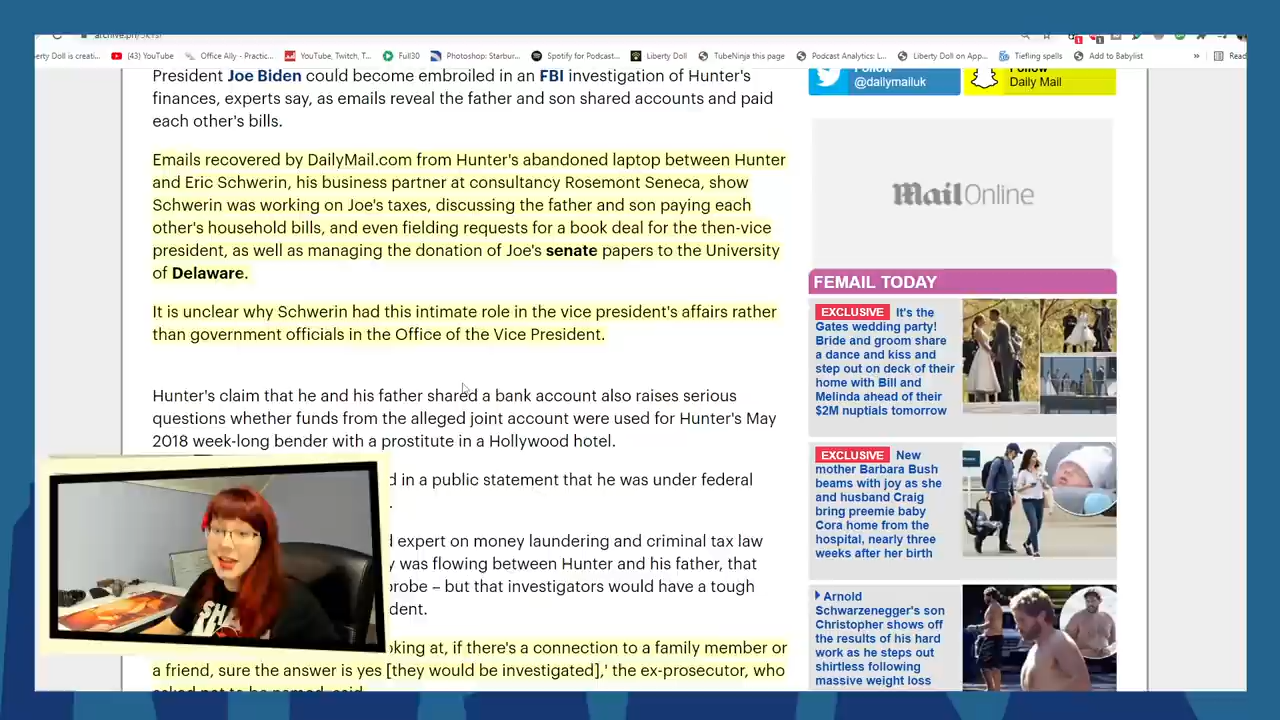 erty Doll is creati...
(43) YouTube
Office Ally - Practic...
YouTube, Twitch, T...
Full30
Photoshop: Starbur...
Spotify for Podcast...
Liberty Doll
TubeNinja this page
Podcast Analytics: L...
Liberty Doll on App...
Tiefling spells
Add to Babylist
»
Read
President Joe Biden could become embroiled in an FBI investigation of Hunter's
finances, experts say, as emails reveal the father and son shared accounts and paid
each other's bills.
Emails recovered by DailyMail.com from Hunter's abandoned laptop between Hunter
and Eric Schwerin, his business partner at consultancy Rosemont Seneca, show
Schwerin was working on Joe's taxes, discussing the father and son paying each
other's household bills, and even fielding requests for a book deal for the then-vice
president, as well as managing the donation of Joe's senate papers to the University
of Delaware.
It is unclear why Schwerin had this intimate role in the vice president's affairs rather
than government officials in the Office of the Vice President.
Hunter's claim that he and his father shared a bank account also raises serious
questions whether funds from the alleged joint account were used for Hunter's May
2018 week-long bender with a prostitute in a Hollywood hotel.
d in a public statement that he was under federal
expert on money laundering and criminal tax law
was flowing between Hunter and his father, that
probe – but that investigators would have a tough
dent.
oking at, if there's a connection to a family member or
a friend, sure the answer is yes [they would be investigated],' the ex-prosecutor, who
Follow
@dailymailuk
Follow
Daily Mail
Mail Online
FEMAIL TODAY
EXCLUSIVE It's the
Gates wedding party!
Bride and groom share
a dance and kiss and
step out on deck of their
home with Bill and
Melinda ahead of their
$2M nuptials tomorrow
EXCLUSIVE New
mother Barbara Bush
beams with joy as she
and husband Craig
bring preemie baby
Cora home from the
hospital, nearly three
weeks after her birth
Arnold
Schwarzenegger's son
Christopher shows off
the results of his hard
work as he steps out
shirtless following
massive weight loss